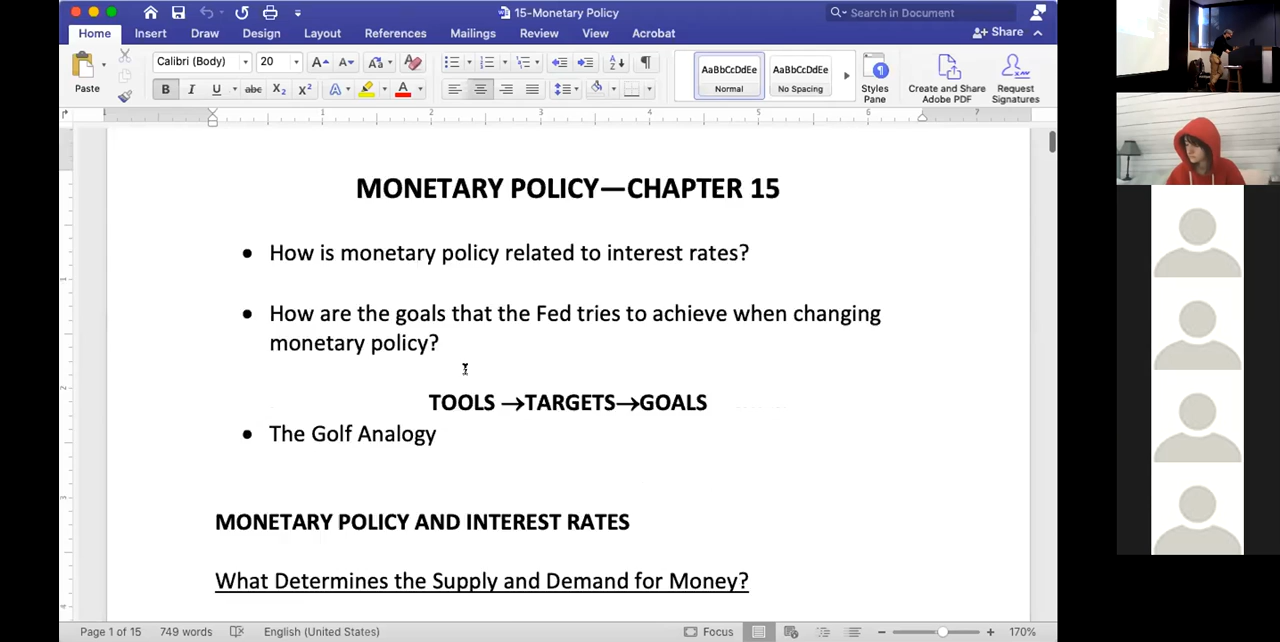 15-Monetary Policy
Search in Document
Home Insert Draw Design Layout References Mailings Review View Acrobat
Share
Paste
Calibri (Body) 20
AaBbCcDdEe AaBbCcDdEe
Normal No Spacing
Styles Pane
Create and Share Adobe PDF
Request Signatures
MONETARY POLICY—CHAPTER 15
• How is monetary policy related to interest rates?
• How are the goals that the Fed tries to achieve when changing
monetary policy?
TOOLS →TARGETS→GOALS
• The Golf Analogy
MONETARY POLICY AND INTEREST RATES
What Determines the Supply and Demand for Money?
Page 1 of 15 749 words English (United States) Focus 170%